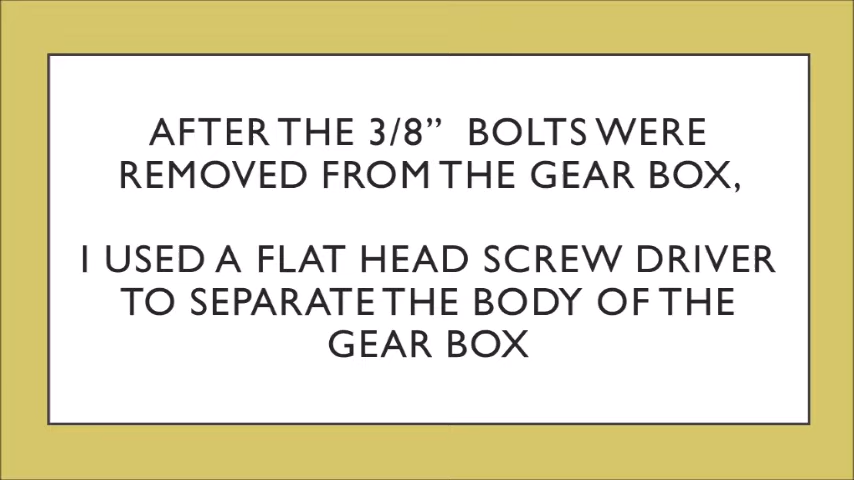 AFTER THE 3/8” BOLTS WERE
REMOVED FROM THE GEAR BOX,
I USED A FLAT HEAD SCREW DRIVER
TO SEPARATE THE BODY OF THE
GEAR BOX